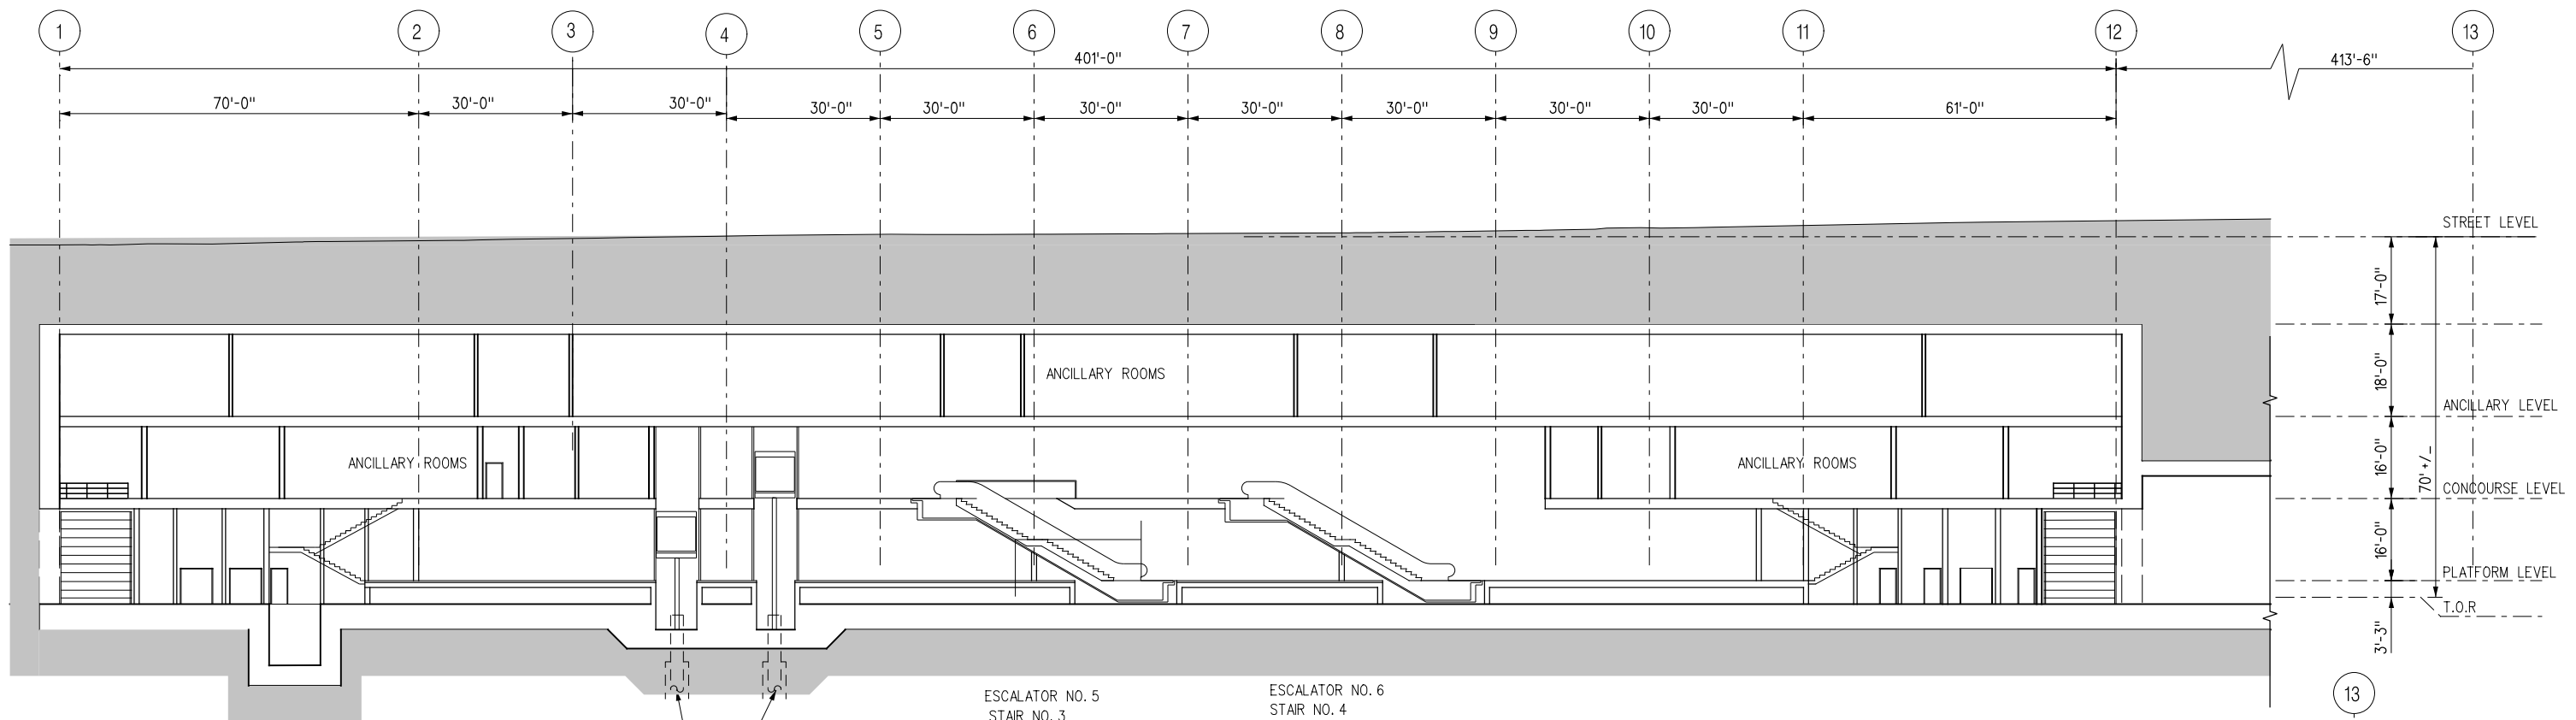 1 2 3 4 5 6 7 8 9 10 11 12 13
401'-0" 413'-6"
70'-0" 30'-0" 30'-0" 30'-0" 30'-0" 30'-0" 30'-0" 30'-0" 30'-0" 30'-0" 61'-0"
STREET LEVEL
17'-0"
18'-0"
ANCILLARY ROOMS
ANCILLARY LEVEL
ANCILLARY ROOMS
ANCILLARY ROOMS
16'-0"
70' +/_
CONCOURSE LEVEL
16'-0"
PLATFORM LEVEL
T.O.R
3'-3"
ESCALATOR NO. 5
STAIR NO. 3
ESCALATOR NO. 6
STAIR NO. 4
13